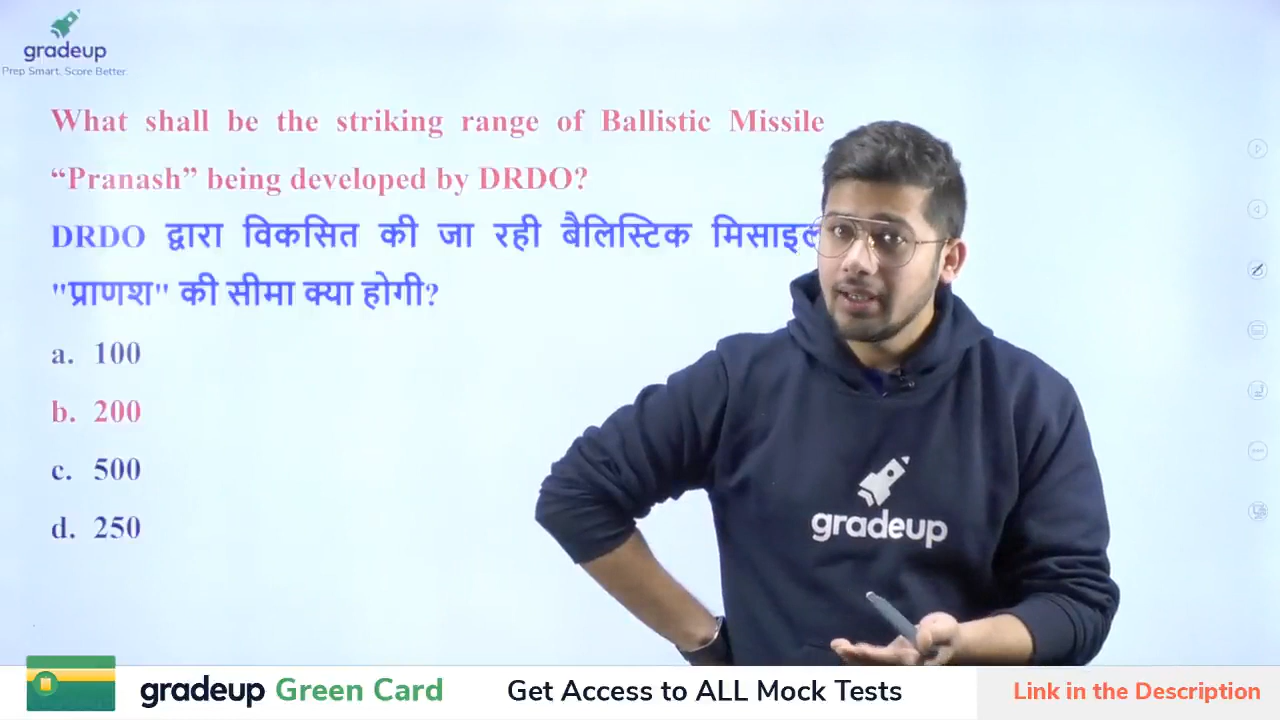 gradeup
Prep Smart. Score Better.
What shall be the striking range of Ballistic Missile
“Pranash” being developed by DRDO?
DRDO द्वारा विकसित की जा रही बैलिस्टिक मिसाइल
"प्राणश" की सीमा क्या होगी?
a. 100
b. 200
c. 500
d. 250
gradeup
gradeup Green Card Get Access to ALL Mock Tests Link in the Description